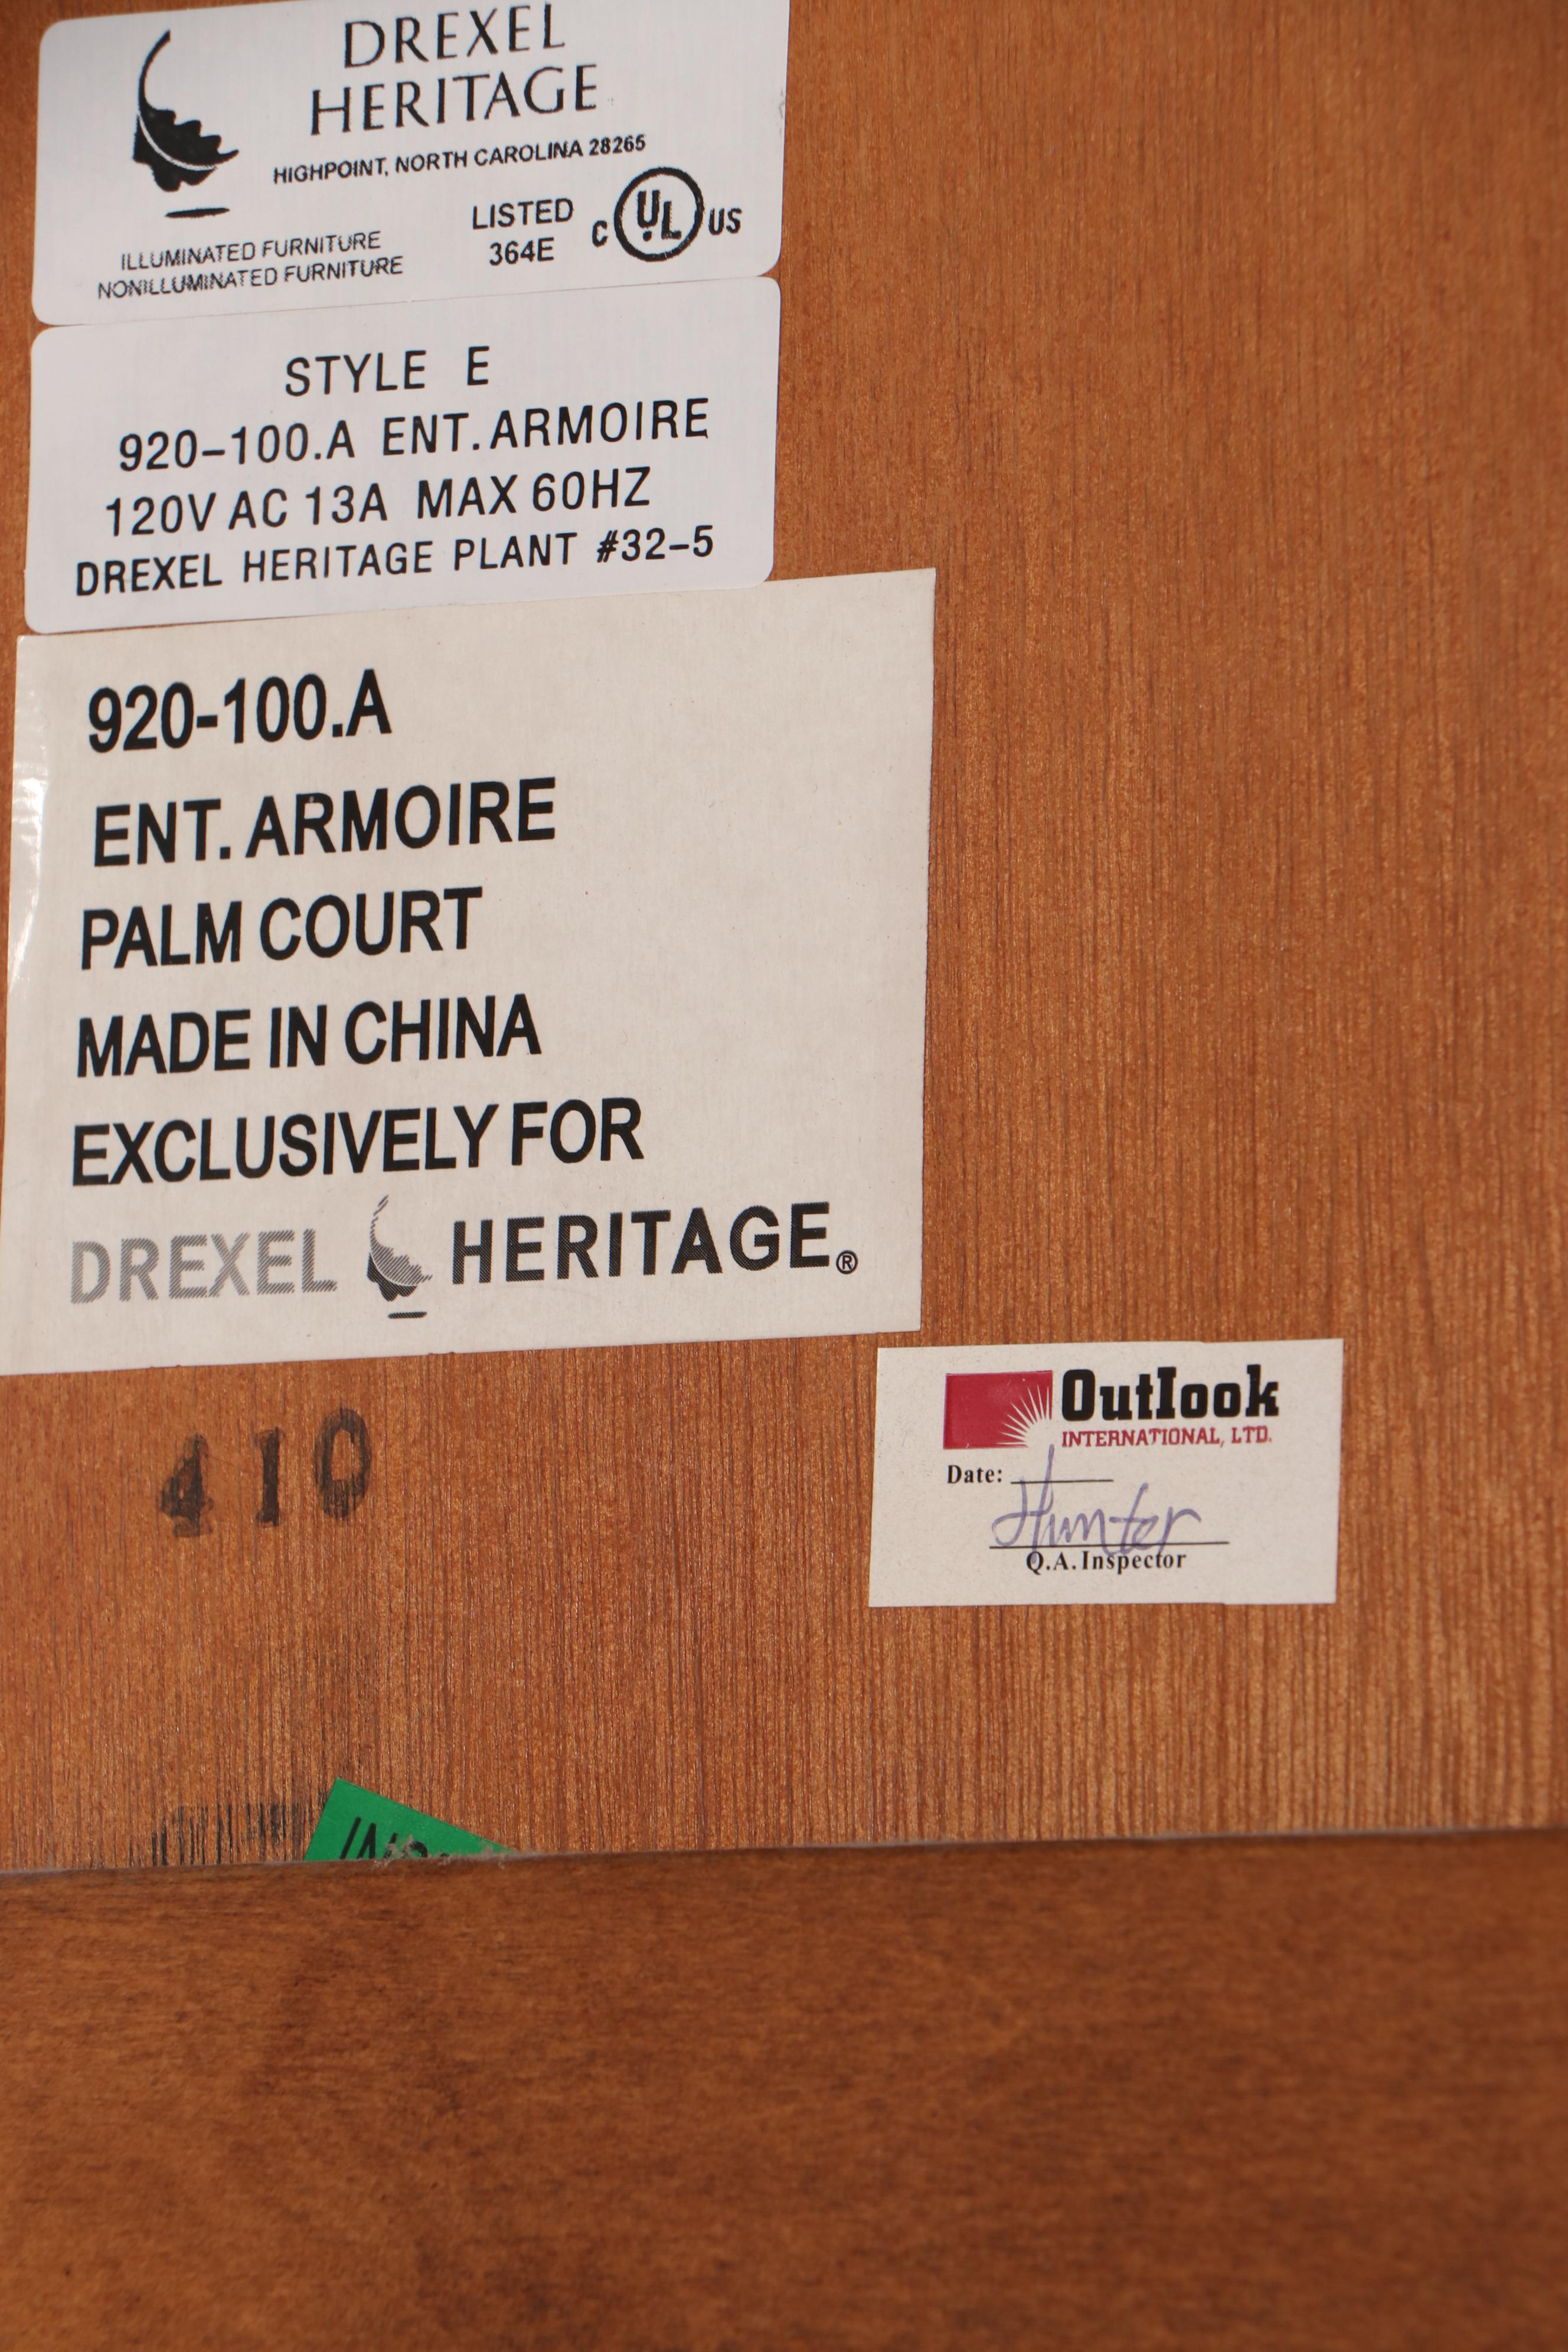 DREXEL
HERITAGE
HIGHPOINT, NORTH CAROLINA 28265
LISTED
364E
C UL US
ILLUMINATED FURNITURE
NONILLUMINATED FURNITURE
STYLE E
920-100.A ENT. ARMOIRE
120V AC 13A MAX 60HZ
DREXEL HERITAGE PLANT #32-5
920-100.A
ENT. ARMOIRE
PALM COURT
MADE IN CHINA
EXCLUSIVELY FOR
DREXEL HERITAGE®
410
Outlook
INTERNATIONAL, LTD.
Date:
Hunter
Q.A.Inspector